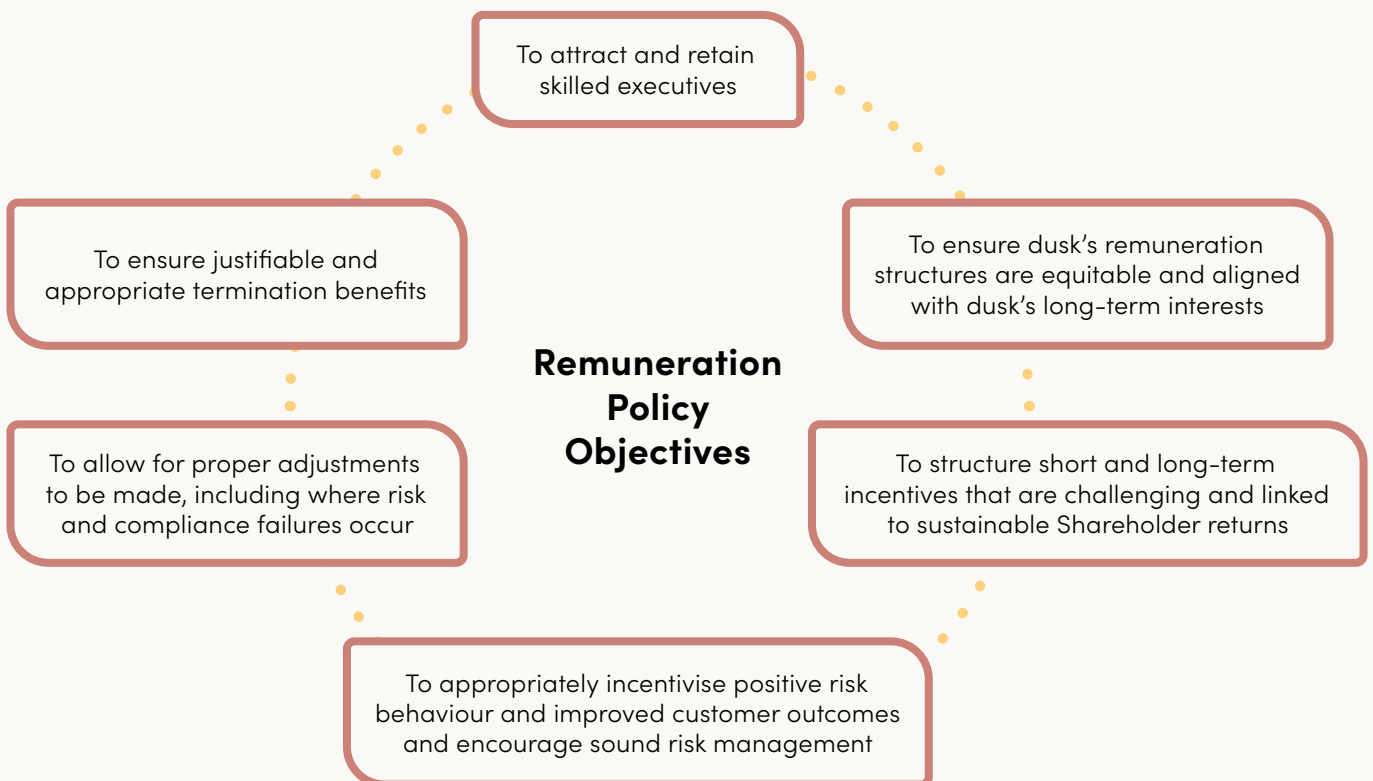 To attract and retain
skilled executives
To ensure justifiable and
appropriate termination benefits
To ensure dusk’s remuneration
structures are equitable and aligned
with dusk’s long-term interests
Remuneration
Policy
Objectives
To allow for proper adjustments
to be made, including where risk
and compliance failures occur
To structure short and long-term
incentives that are challenging and linked
to sustainable Shareholder returns
To appropriately incentivise positive risk
behaviour and improved customer outcomes
and encourage sound risk management